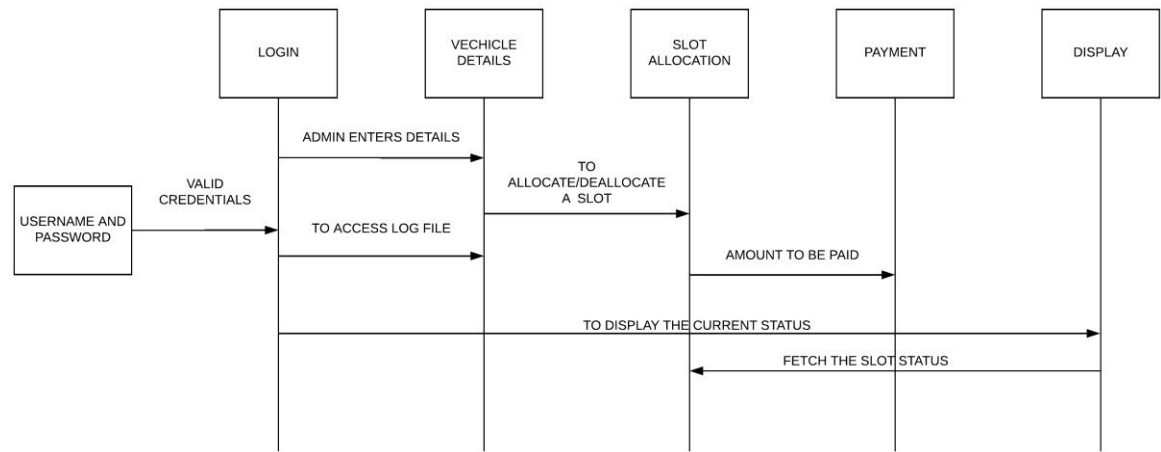 LOGIN
VECHICLE
DETAILS
SLOT
ALLOCATION
PAYMENT
DISPLAY
ADMIN ENTERS DETAILS
TO
ALLOCATE/DEALLOCATE
A SLOT
VALID
CREDENTIALS
USERNAME AND
PASSWORD
TO ACCESS LOG FILE
AMOUNT TO BE PAID
TO DISPLAY THE CURRENT STATUS
FETCH THE SLOT STATUS